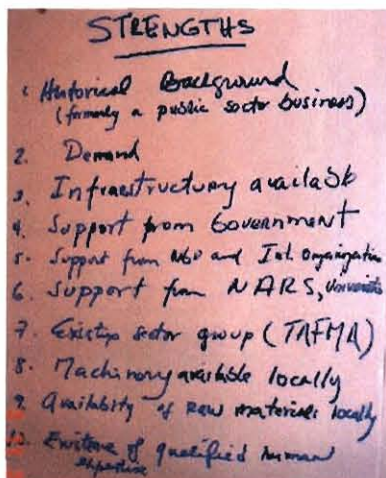 STRENGTHS
1. Historical Background
(formerly a public sector business)
2. Demand
3. Infrastructure available
4. Support from Government
5. Support from NGO and Int. Organization
6. Support from NARS, Universities
7. Existing sector group (TAFMA)
8. Machinery available locally
9. Availability of Raw materials locally
10. Existence of qualified human
expertise